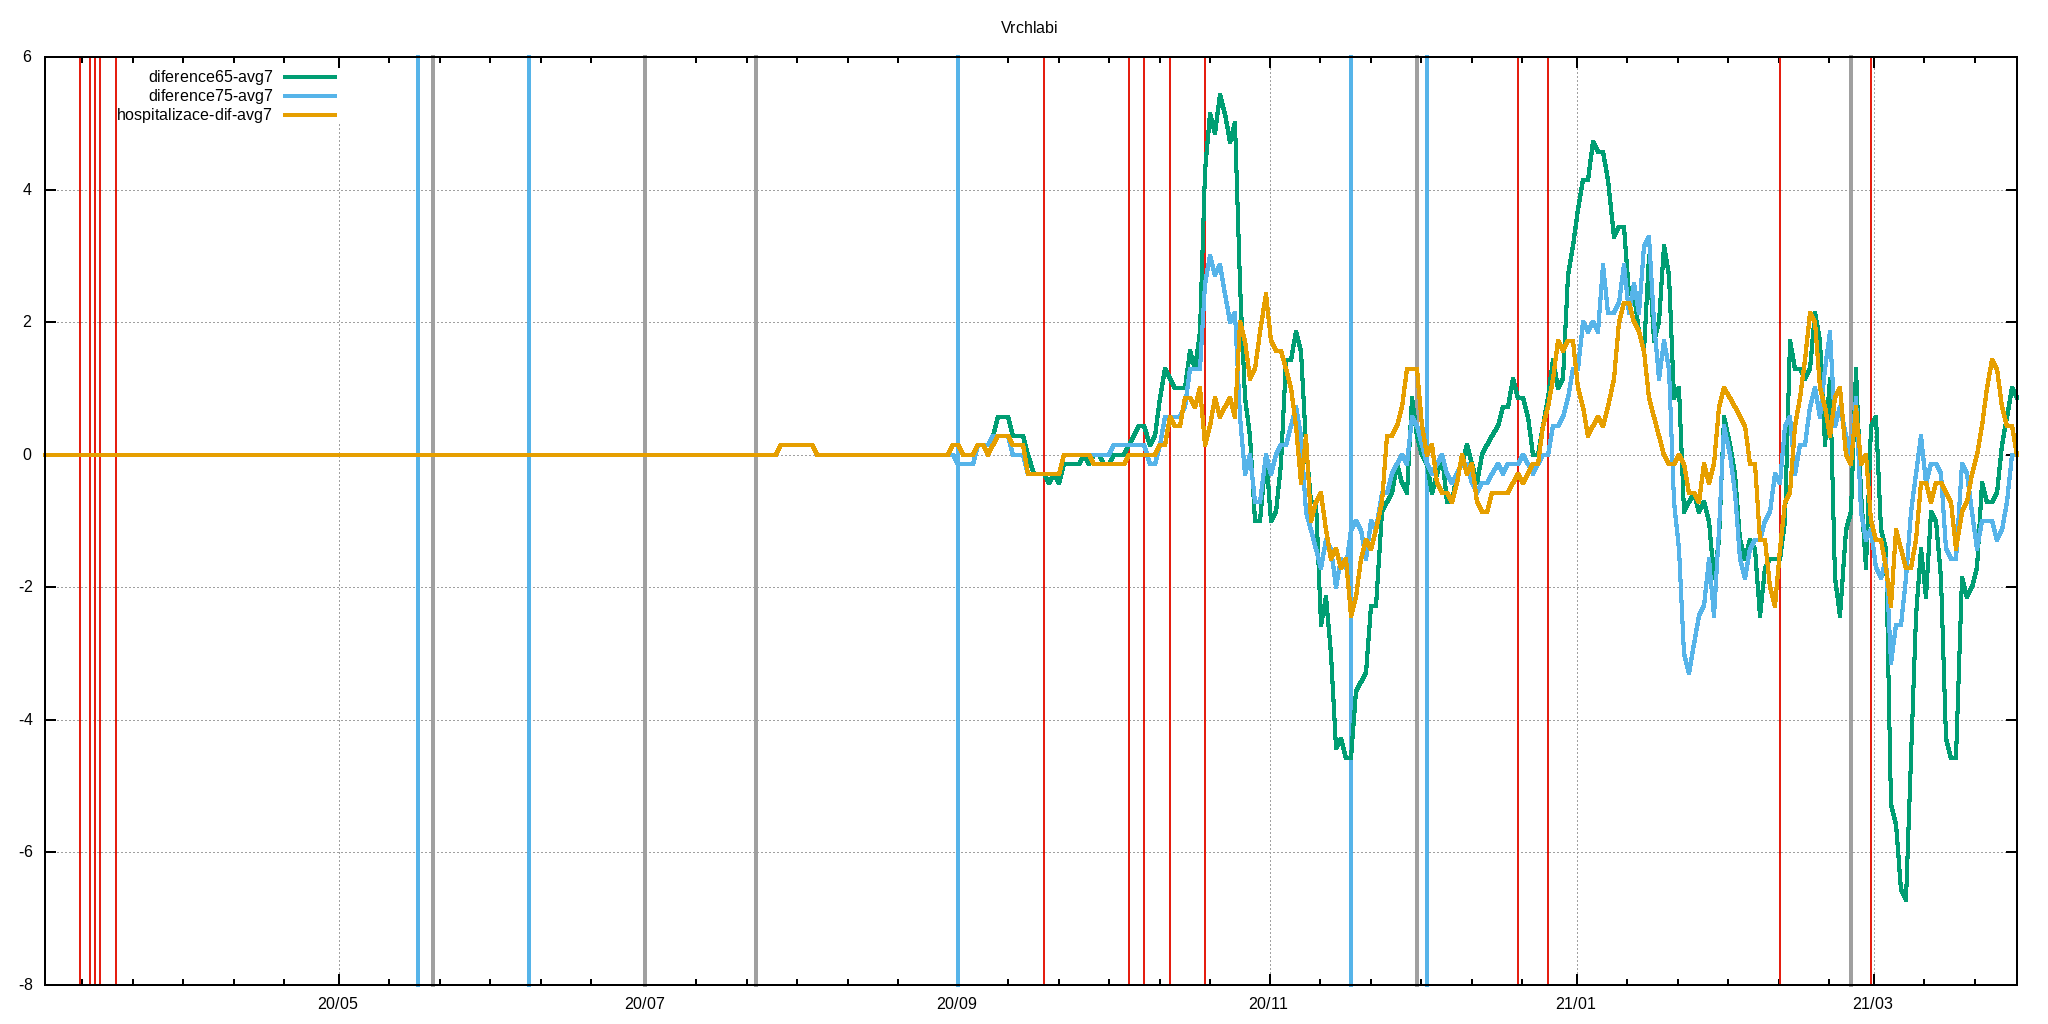 Vrchlabi
6
diference65-avg7
diference75-avg7
hospitalizace-dif-avg7
4
2
0
-2
-4
-6
-8
20/05 20/07 20/09 20/11 21/01 21/03